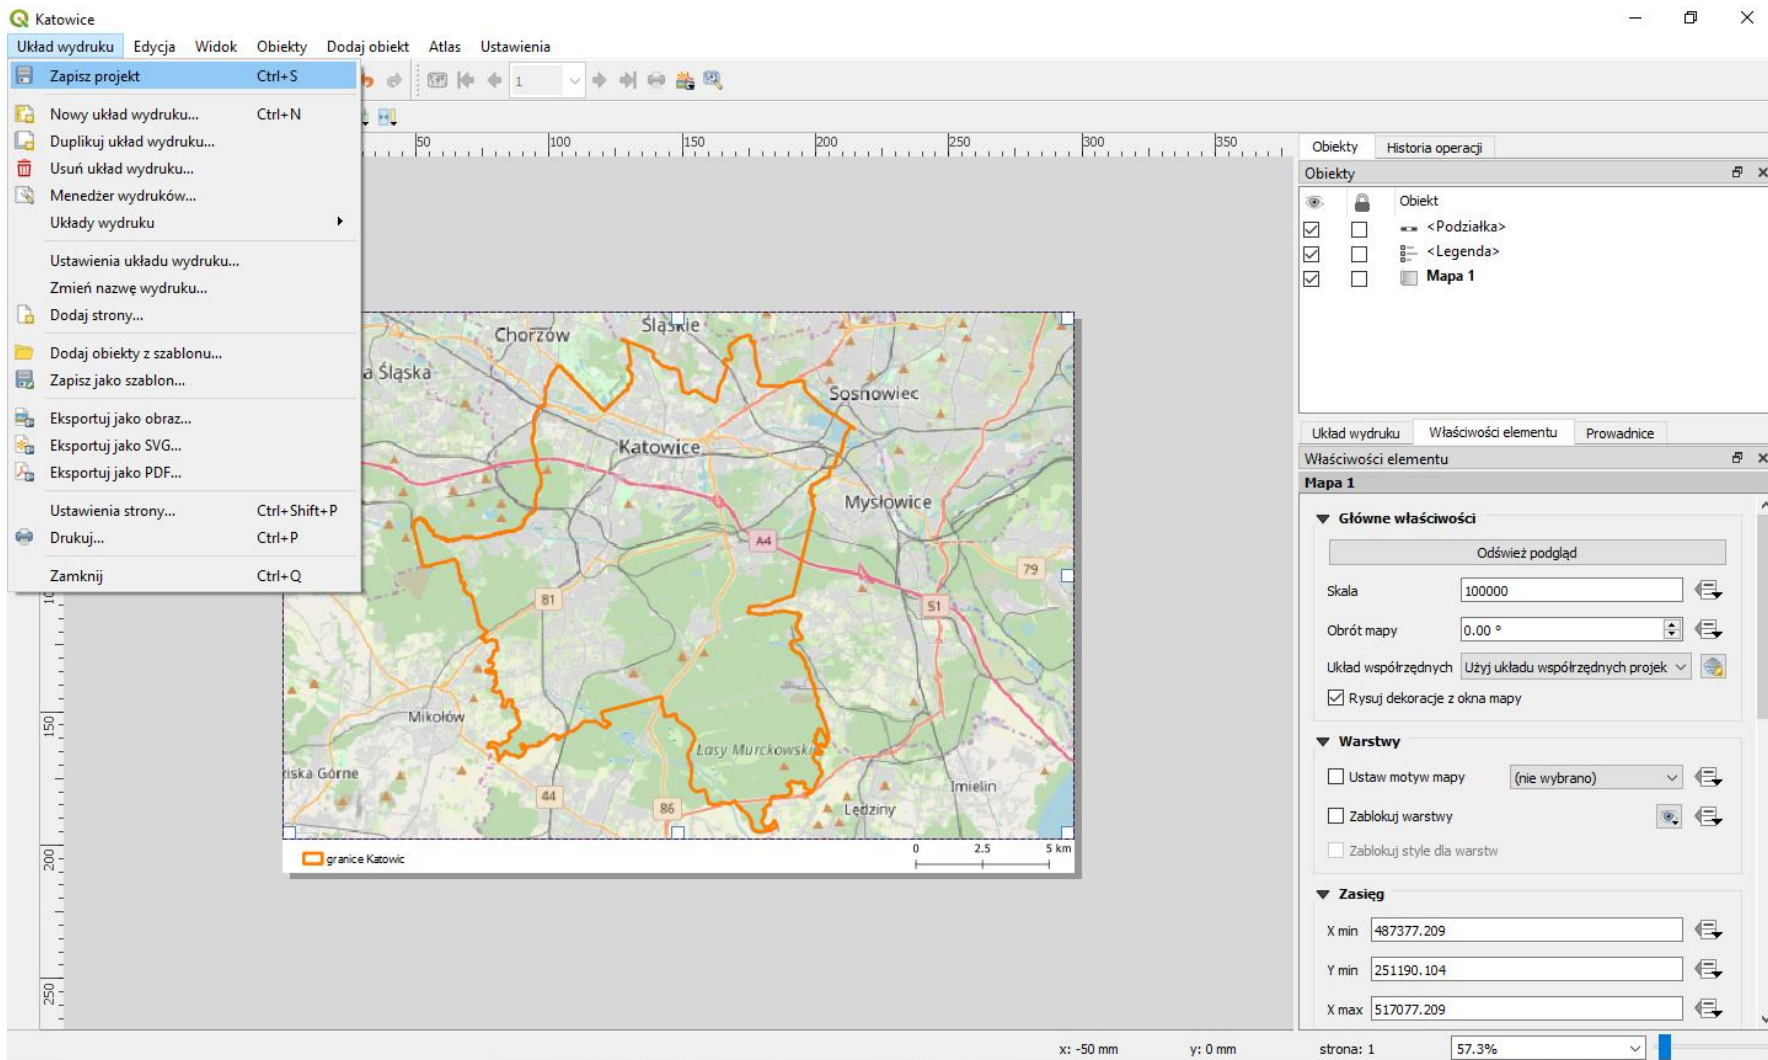 Katowice
Układ wydruku Edycja Widok Obiekty Dodaj obiekt Atlas Ustawienia
Zapisz projekt Ctrl+S
Nowy układ wydruku... Ctrl+N
Duplikuj układ wydruku...
Usuń układ wydruku...
Menedżer wydruków...
Układy wydruku
Ustawienia układu wydruku...
Zmień nazwę wydruku...
Dodaj strony...
Dodaj obiekty z szablonu...
Zapisz jako szablon...
Eksportuj jako obraz...
Eksportuj jako SVG...
Eksportuj jako PDF...
Ustawienia strony... Ctrl+Shift+P
Drukuj... Ctrl+P
Zamknij Ctrl+Q
1
50 100 150 200 250 300 350
150
200
250
Chorzów
Śląskie
a Śląska
Sosnowiec
Katowice
Mysłowice
A4
79
81
S1
Mikołów
Lasy Murckowski
iska Górne
Imielin
44
86
Lędziny
granice Katowic
0 2.5 5 km
Obiekty Historia operacji
Obiekty
Obiekt
<Podziałka>
<Legenda>
Mapa 1
Układ wydruku Właściwości elementu Prowadnice
Właściwości elementu
Mapa 1
Główne właściwości
Odśwież podgląd
Skala 100000
Obrót mapy 0.00 °
Układ współrzędnych Użyj układu współrzędnych projek
Rysuj dekoracje z okna mapy
Warstwy
Ustaw motyw mapy (nie wybrano)
Zablokuj warstwy
Zablokuj style dla warstw
Zasięg
X min 487377.209
Y min 251190.104
X max 517077.209
x: -50 mm y: 0 mm strona: 1 57.3%